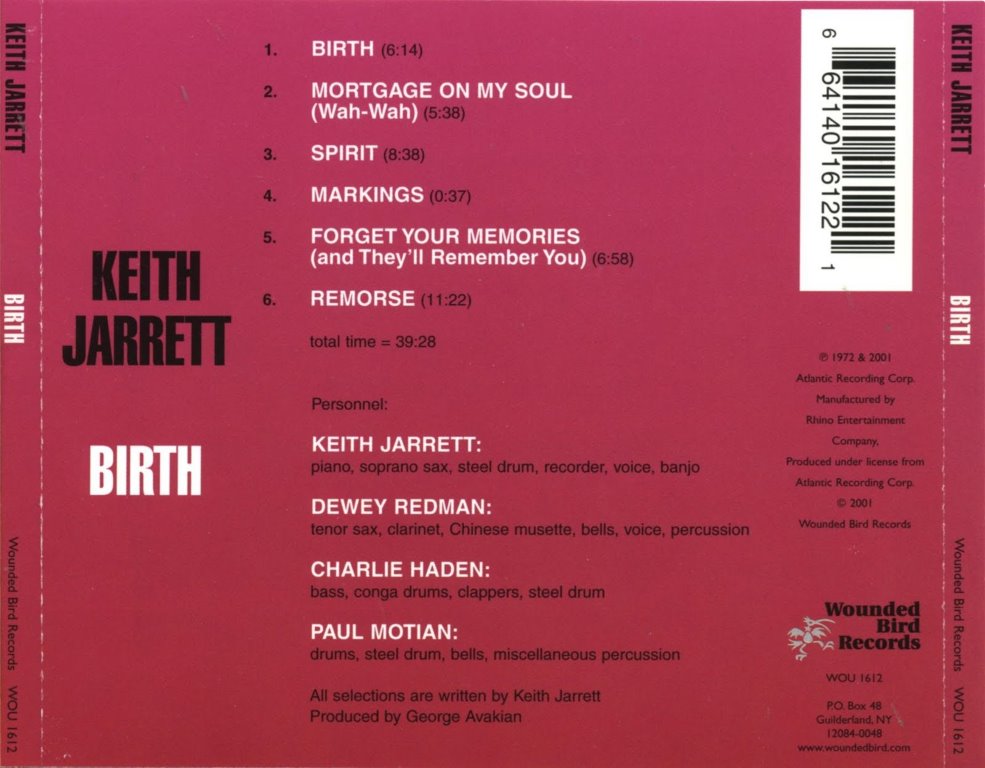 KEITH JARRETT
BIRTH
Wounded Bird Records WOU 1612
KEITH
JARRETT
BIRTH
1. BIRTH (6:14)
2. MORTGAGE ON MY SOUL
(Wah-Wah) (5:38)
3. SPIRIT (8:38)
4. MARKINGS (0:37)
5. FORGET YOUR MEMORIES
(and They'll Remember You) (6:58)
6. REMORSE (11:22)
total time = 39:28
Personnel:
KEITH JARRETT:
piano, soprano sax, steel drum, recorder, voice, banjo
DEWEY REDMAN:
tenor sax, clarinet, Chinese musette, bells, voice, percussion
CHARLIE HADEN:
bass, conga drums, clappers, steel drum
PAUL MOTIAN:
drums, steel drum, bells, miscellaneous percussion
All selections are written by Keith Jarrett
Produced by George Avakian
6 64140 16122 1
℗ 1972 & 2001
Atlantic Recording Corp.
Manufactured by
Rhino Entertainment
Company,
Produced under license from
Atlantic Recording Corp.
© 2001
Wounded Bird Records
Wounded
Bird
Records
WOU 1612
P.O. Box 48
Guilderland, NY
12084-0048
www.woundedbird.com
KEITH JARRETT
BIRTH
Wounded Bird Records WOU 1612